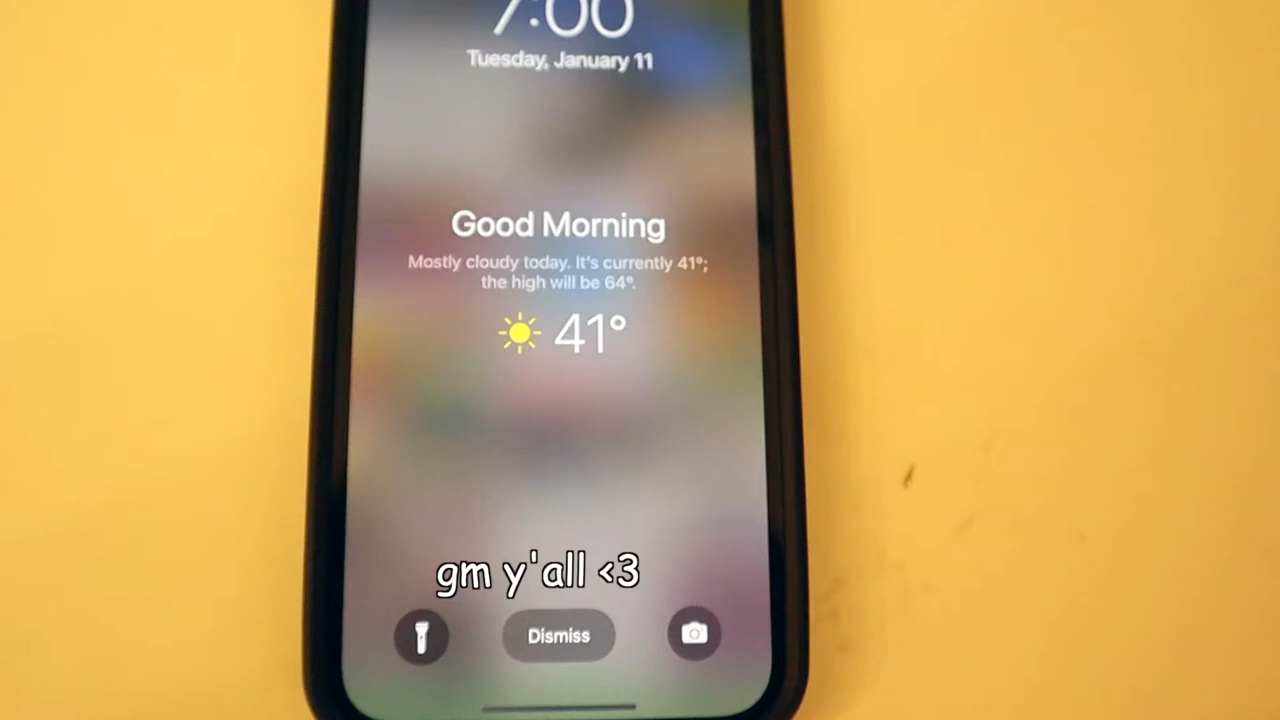 7:00
Tuesday, January 11
Good Morning
Mostly cloudy today. It's currently 41°;
the high will be 64°.
41°
gm y'all <3
Dismiss